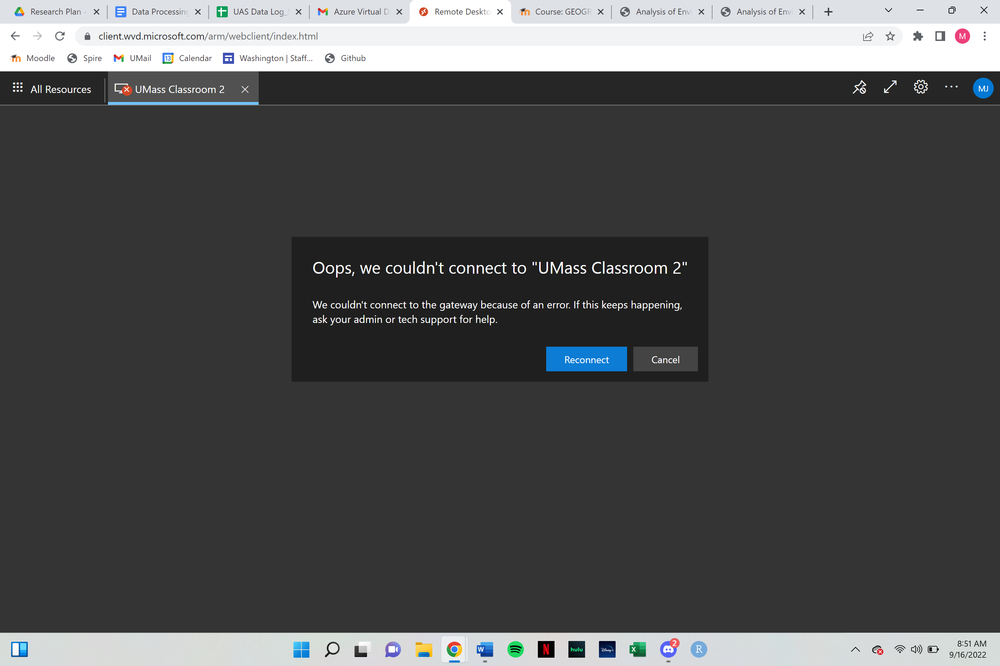 Research Plan -
Data Processing
UAS Data Log_S
Azure Virtual D
Remote Deskto
Course: GEOGR
Analysis of Envi
Analysis of Envi
client.wvd.microsoft.com/arm/webclient/index.html
M
Moodle
Spire
UMail
13
Calendar
Washington | Staff...
Github
All Resources
UMass Classroom 2
MJ
Oops, we couldn't connect to "UMass Classroom 2"
We couldn't connect to the gateway because of an error. If this keeps happening,
ask your admin or tech support for help.
Reconnect
Cancel
W
N
hulu
Disney+
X
2
R
8:51 AM
9/16/2022